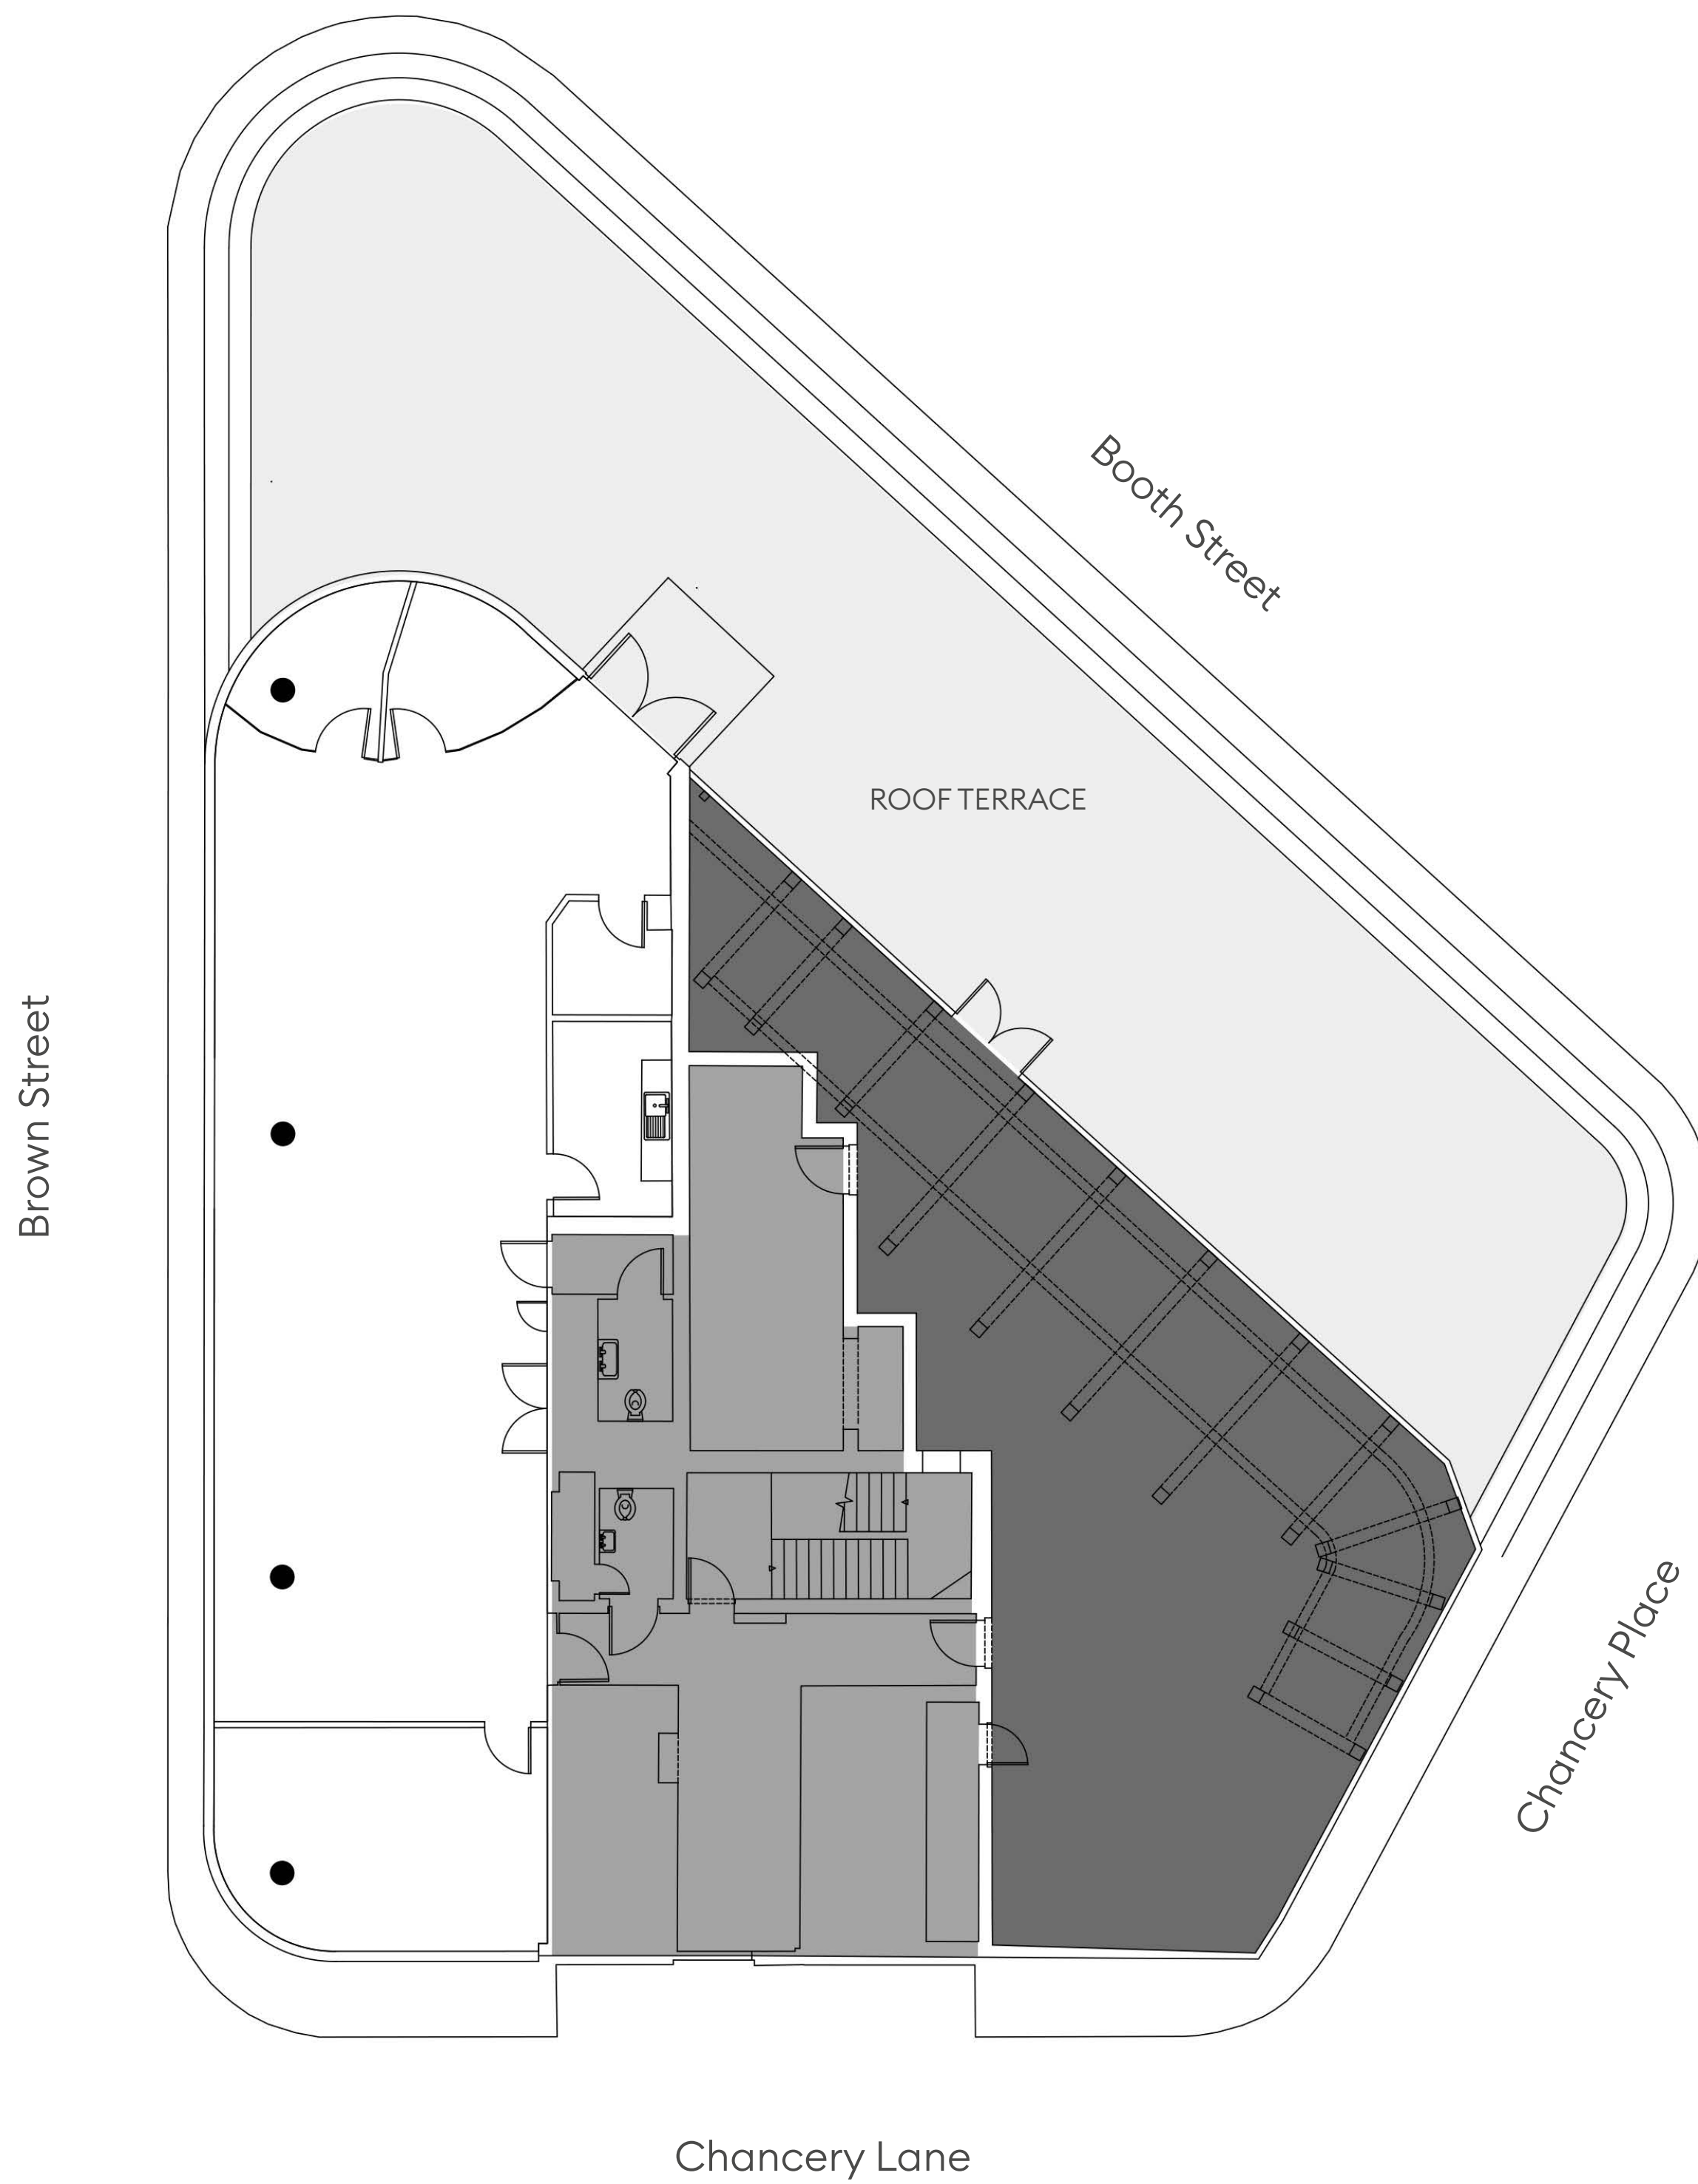 Booth Street
ROOF TERRACE
Brown Street
Chancery Place
Chancery Lane